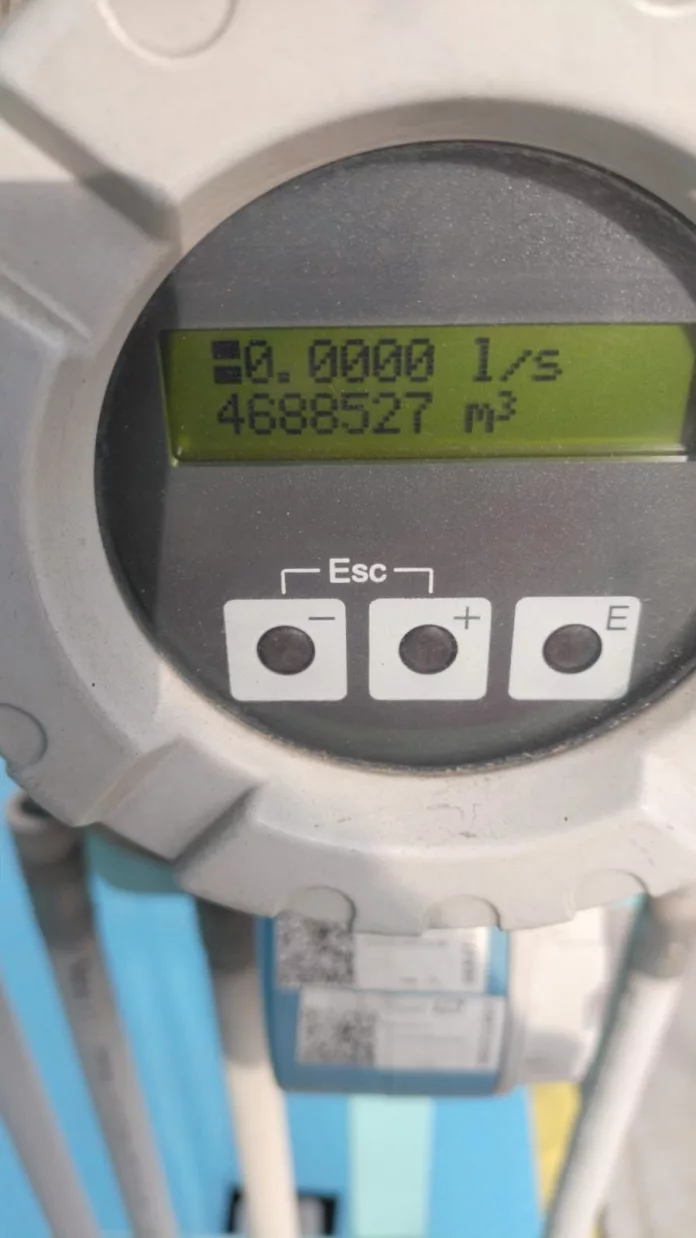 0.0000 l/s
4688527 m³
Esc
- + E